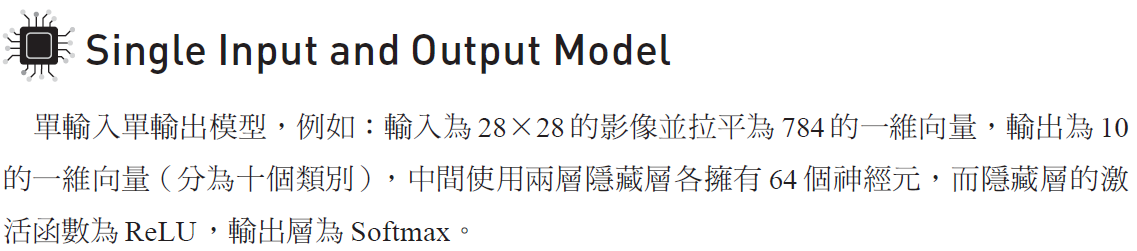 Single Input and Output Model
單輸入單輸出模型，例如：輸入為 28×28 的影像並拉平為 784 的一維向量，輸出為 10
的一維向量（分為十個類別），中間使用兩層隱藏層各擁有 64 個神經元，而隱藏層的激
活函數為 ReLU，輸出層為 Softmax。